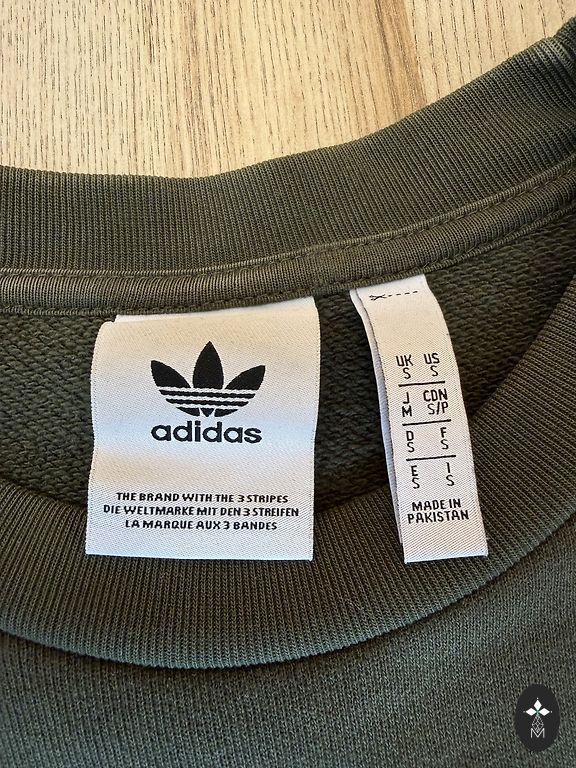 adidas
THE BRAND WITH THE 3 STRIPES
DIE WELTMARKE MIT DEN 3 STREIFEN
LA MARQUE AUX 3 BANDES
UK US
S S
J CDN
M S/P
D F
S S
E I
S S
MADE IN
PAKISTAN
M